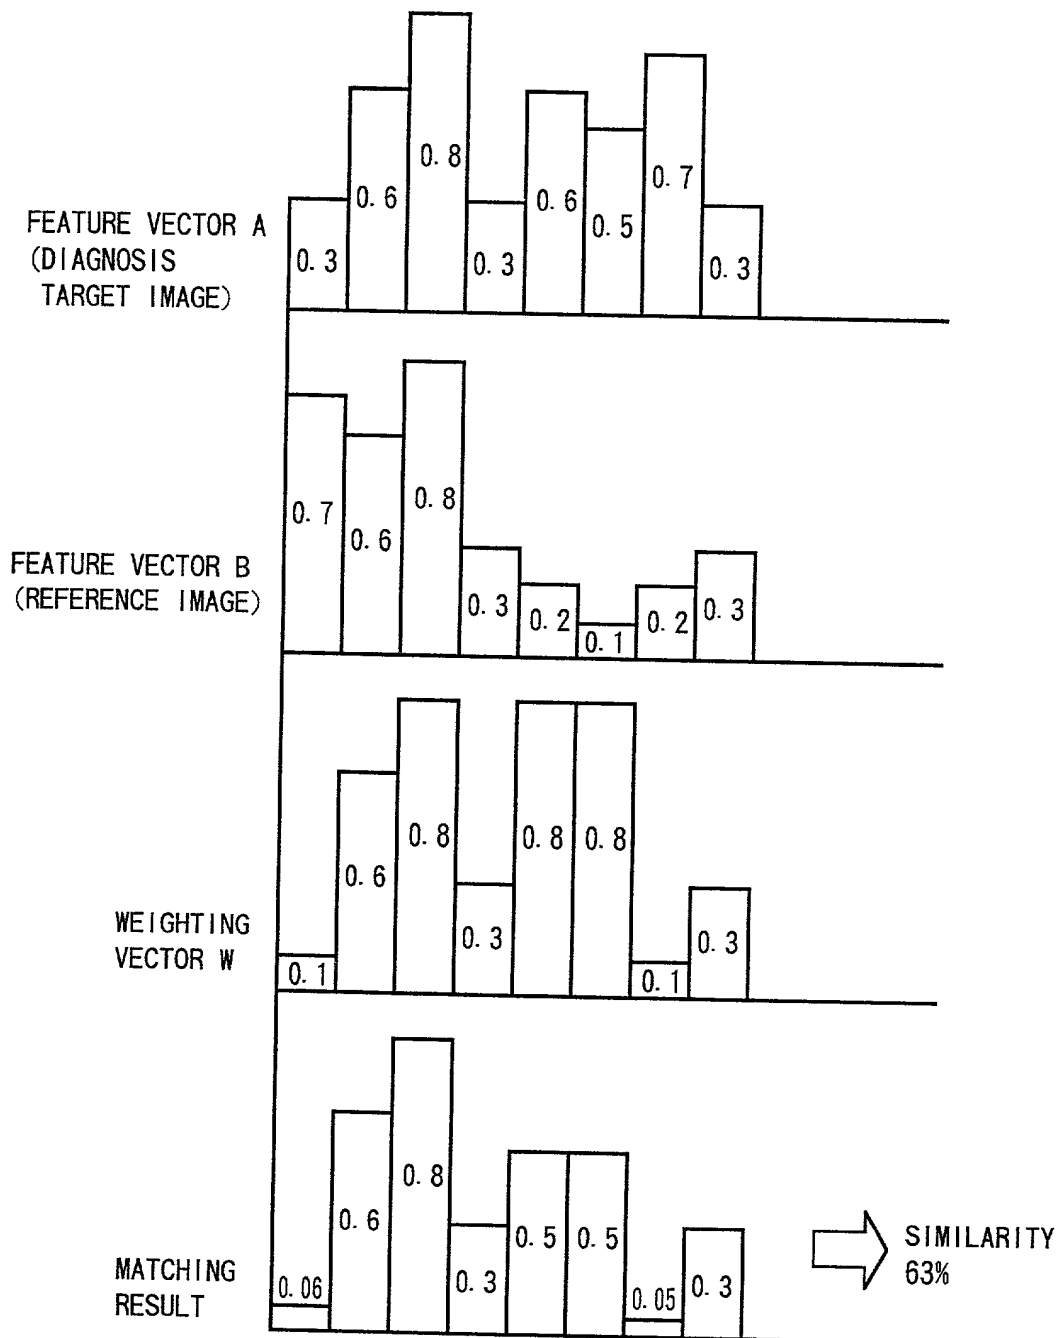 0.3 0.6 0.8 0.3 0.6 0.5 0.7 0.3
FEATURE VECTOR A
(DIAGNOSIS
TARGET IMAGE)
0.7 0.6 0.8 0.3 0.2 0.1 0.2 0.3
FEATURE VECTOR B
(REFERENCE IMAGE)
0.1 0.6 0.8 0.3 0.8 0.8 0.1 0.3
WEIGHTING
VECTOR W
0.06 0.6 0.8 0.3 0.5 0.5 0.05 0.3
MATCHING
RESULT
SIMILARITY
63%